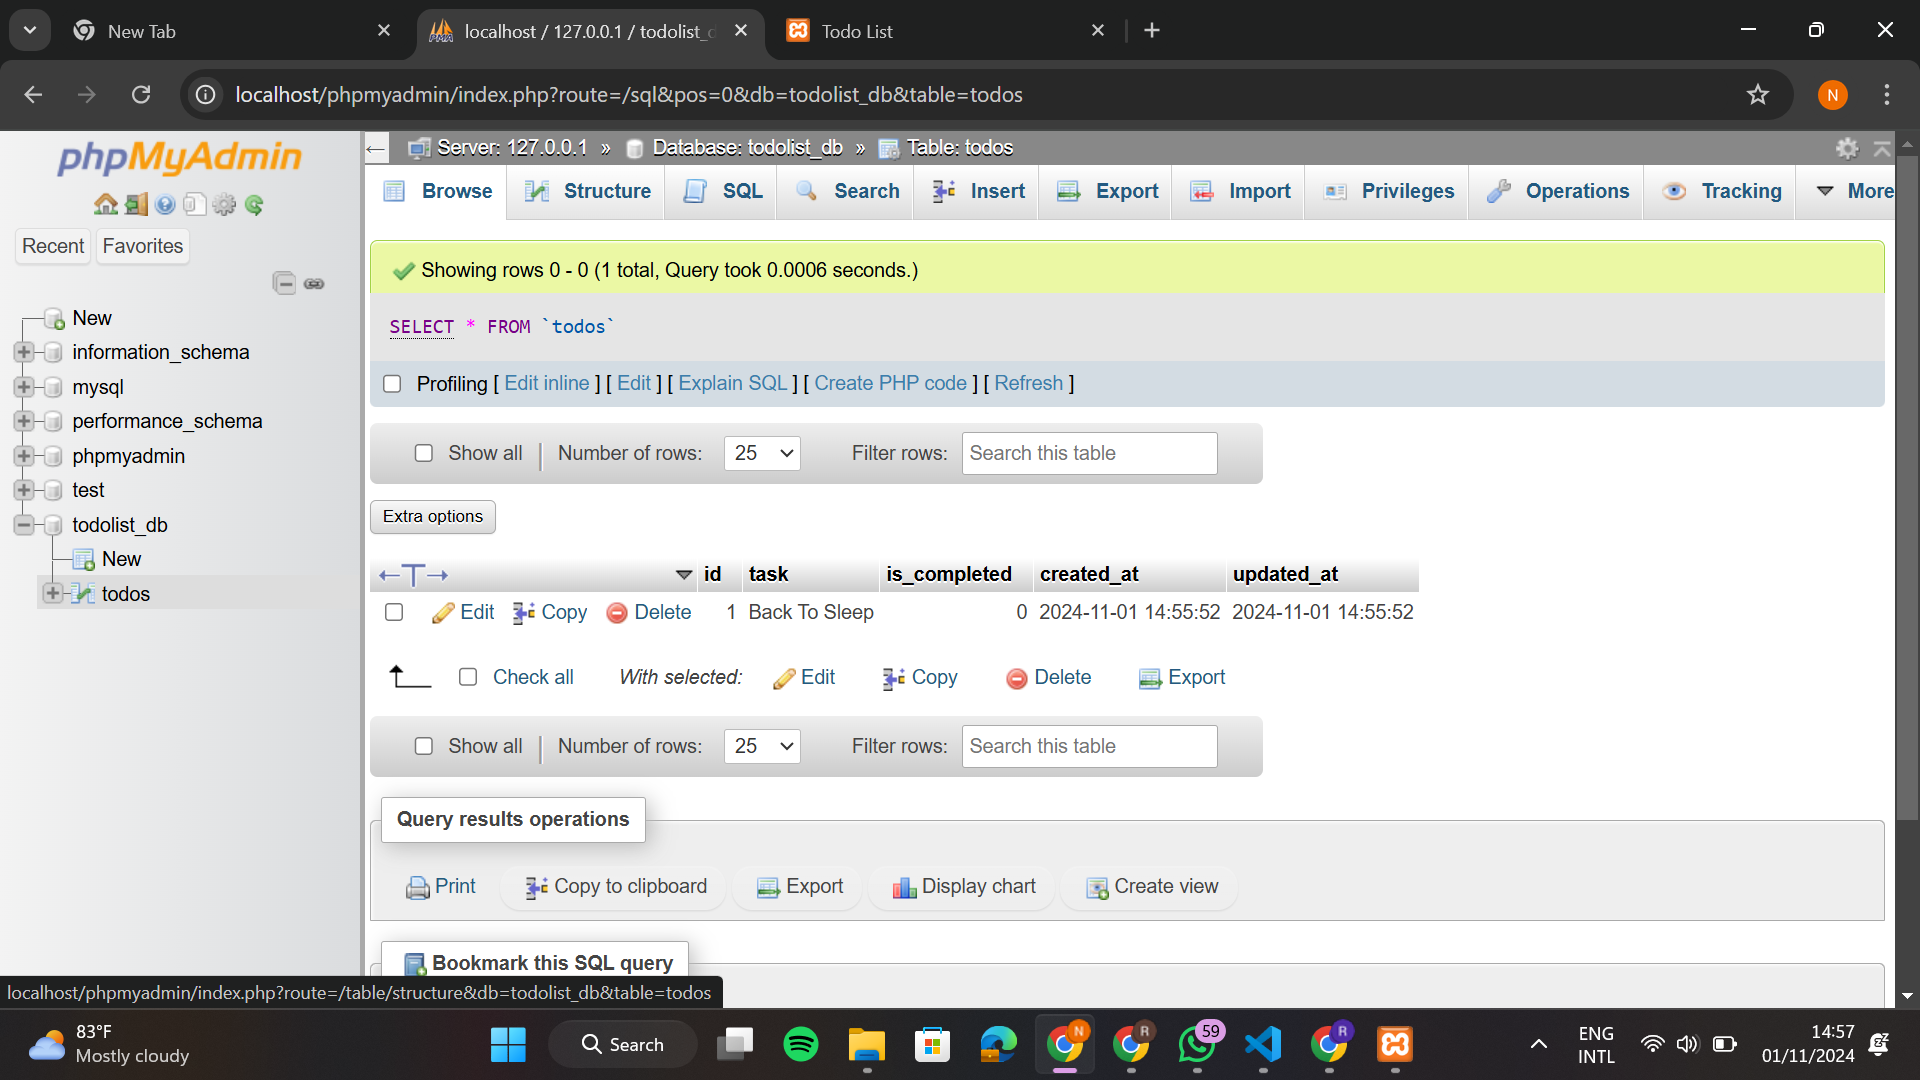 New Tab
localhost / 127.0.0.1 / todolist_d
Todo List
localhost/phpmyadmin/index.php?route=/sql&pos=0&db=todolist_db&table=todos
N
phpMyAdmin
Recent
Favorites
New
information_schema
mysql
performance_schema
phpmyadmin
test
todolist_db
New
todos
Server: 127.0.0.1 » Database: todolist_db » Table: todos
Browse Structure SQL Search Insert Export Import Privileges Operations Tracking More
Showing rows 0 - 0 (1 total, Query took 0.0006 seconds.)
SELECT * FROM `todos`
Profiling [ Edit inline ] [ Edit ] [ Explain SQL ] [ Create PHP code ] [ Refresh ]
Show all Number of rows: 25 Filter rows: Search this table
Extra options
id task is_completed created_at updated_at
Edit Copy Delete 1 Back To Sleep 0 2024-11-01 14:55:52 2024-11-01 14:55:52
Check all With selected: Edit Copy Delete Export
Show all Number of rows: 25 Filter rows: Search this table
Query results operations
Print Copy to clipboard Export Display chart Create view
Bookmark this SQL query
localhost/phpmyadmin/index.php?route=/table/structure&db=todolist_db&table=todos
83°F
Mostly cloudy
Search
N
R
59
R
ENG
INTL
14:57
01/11/2024